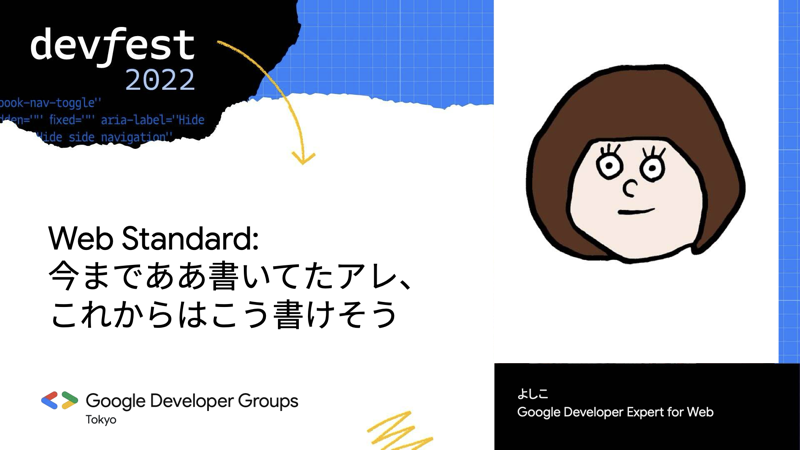 devfest
2022
book-nav-toggle"
dden='"' fixed='"' aria-label="Hide
Hide side navigation"
Web Standard:
今まであぁ書いてたアレ、
これからはこう書けそう
Google Developer Groups
Tokyo
よしこ
Google Developer Expert for Web